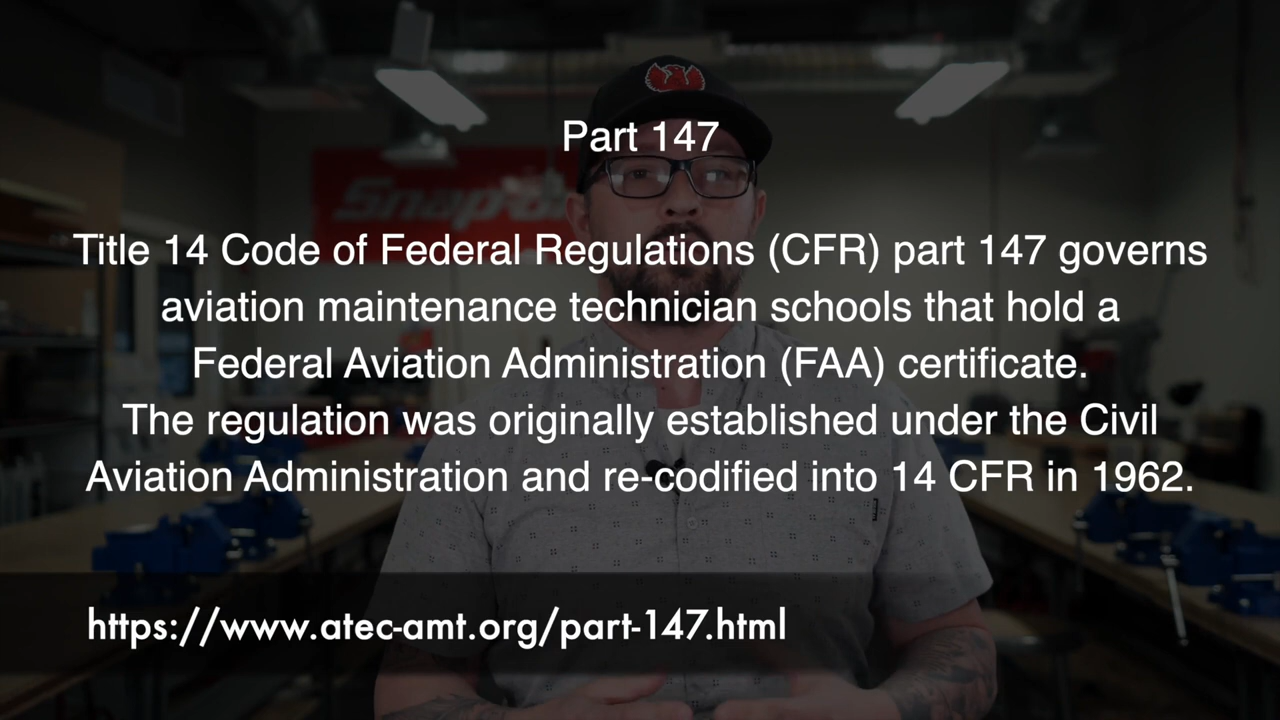 Part 147
Snap-on
Title 14 Code of Federal Regulations (CFR) part 147 governs
aviation maintenance technician schools that hold a
Federal Aviation Administration (FAA) certificate.
The regulation was originally established under the Civil
Aviation Administration and re-codified into 14 CFR in 1962.
https://www.atec-amt.org/part-147.html